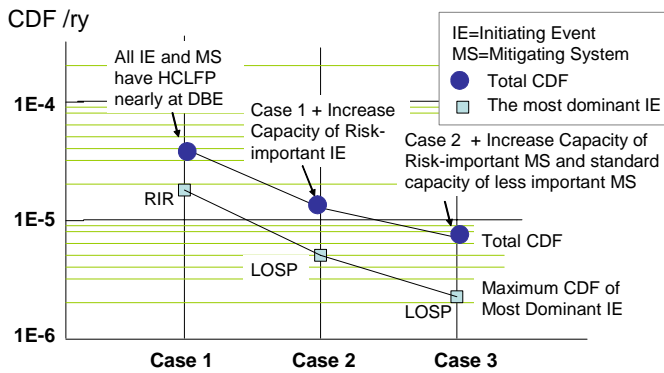 CDF /ry
IE=Initiating Event
MS=Mitigating System
Total CDF
The most dominant IE
All IE and MS
have HCLFP
nearly at DBE
Case 1 + Increase
Capacity of Risk-
important IE
Case 2 + Increase Capacity of
Risk-important MS and standard
capacity of less important MS
1E-4
RIR
1E-5
Total CDF
LOSP
Maximum CDF of
Most Dominant IE
LOSP
1E-6
Case 1
Case 2
Case 3